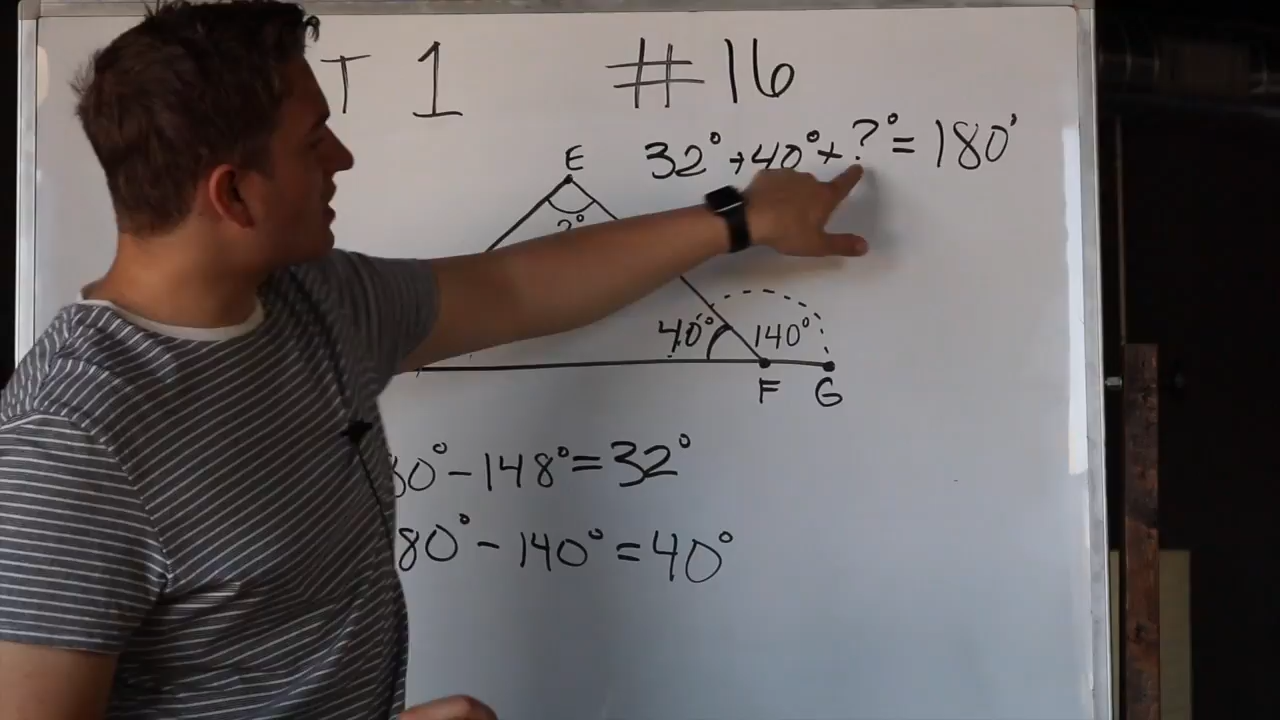 T 1 #16
E
32° + 40° + ?° = 180°
?°
40° 140°
F G
80° - 148° = 32°
80° - 140° = 40°